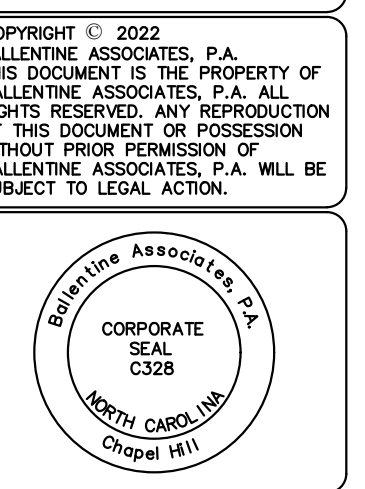 OPYRIGHT © 2022
ALLENTINE ASSOCIATES, P.A.
HIS DOCUMENT IS THE PROPERTY OF
ALLENTINE ASSOCIATES, P.A. ALL
IGHTS RESERVED. ANY REPRODUCTION
F THIS DOCUMENT OR POSSESSION
ITHOUT PRIOR PERMISSION OF
ALLENTINE ASSOCIATES, P.A. WILL BE
UBJECT TO LEGAL ACTION.
Ballentine Associates, P.A.
CORPORATE
SEAL
C328
NORTH CAROLINA
Chapel Hill